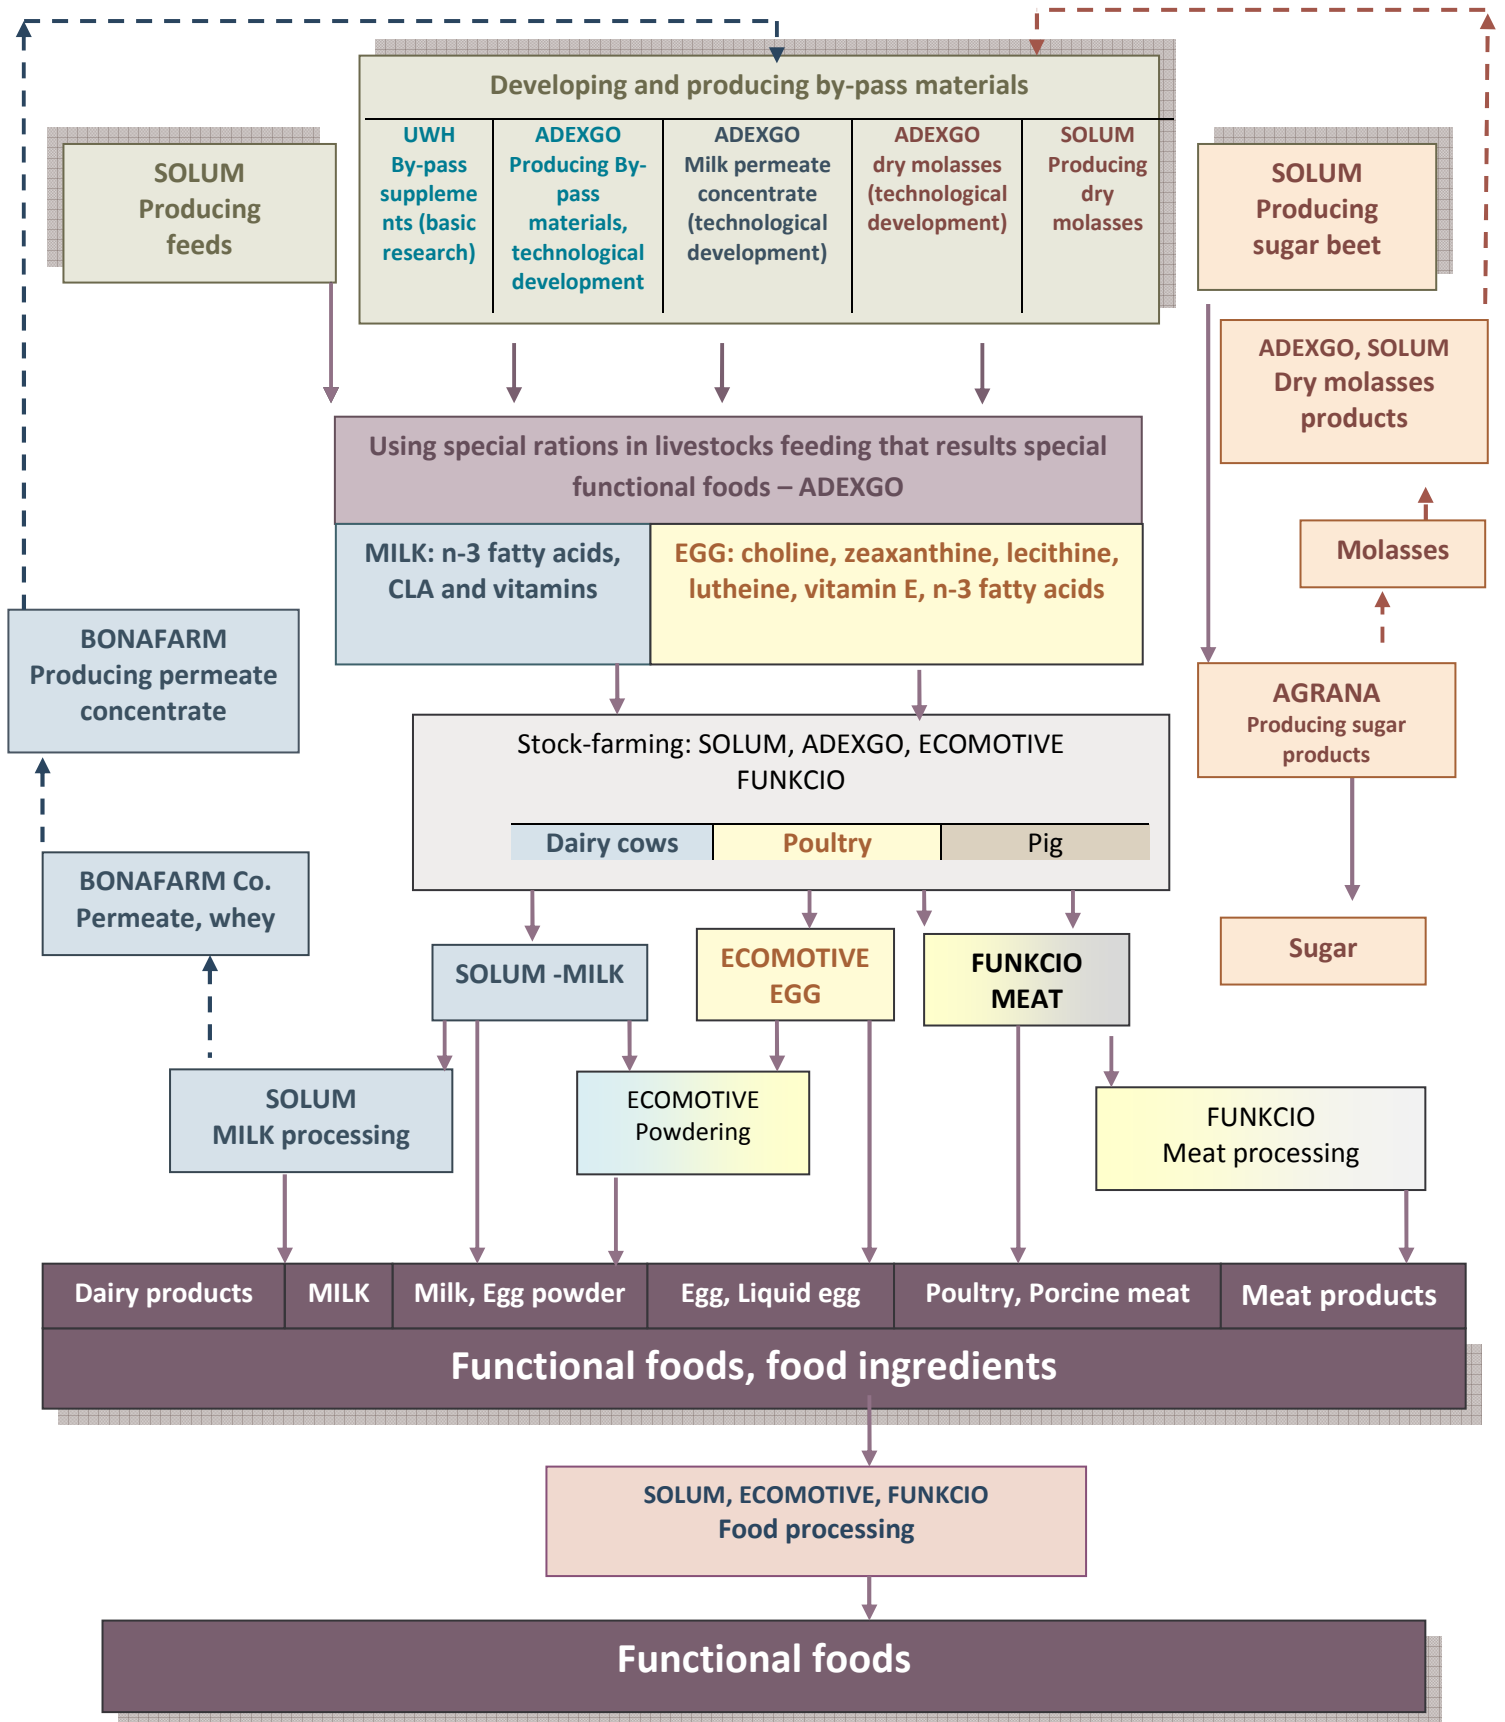 Developing and producing by-pass materials
UWH
By-pass
suppleme
nts (basic
research)
ADEXGO
Producing By-
pass
materials,
technological
development
ADEXGO
Milk permeate
concentrate
(technological
development)
ADEXGO
dry molasses
(technological
development)
SOLUM
Producing
dry
molasses
SOLUM
Producing
feeds
SOLUM
Producing
sugar beet
ADEXGO, SOLUM
Dry molasses
products
Using special rations in livestocks feeding that results special
functional foods – ADEXGO
Molasses
MILK: n-3 fatty acids,
CLA and vitamins
EGG: choline, zeaxanthine, lecithine,
lutheine, vitamin E, n-3 fatty acids
BONAFARM
Producing permeate
concentrate
AGRANA
Producing sugar
products
Stock-farming: SOLUM, ADEXGO, ECOMOTIVE
FUNKCIO
Dairy cows
Poultry
Pig
BONAFARM Co.
Permeate, whey
Sugar
SOLUM -MILK
ECOMOTIVE
EGG
FUNKCIO
MEAT
SOLUM
MILK processing
ECOMOTIVE
Powdering
FUNKCIO
Meat processing
Dairy products
MILK
Milk, Egg powder
Egg, Liquid egg
Poultry, Porcine meat
Meat products
Functional foods, food ingredients
SOLUM, ECOMOTIVE, FUNKCIO
Food processing
Functional foods